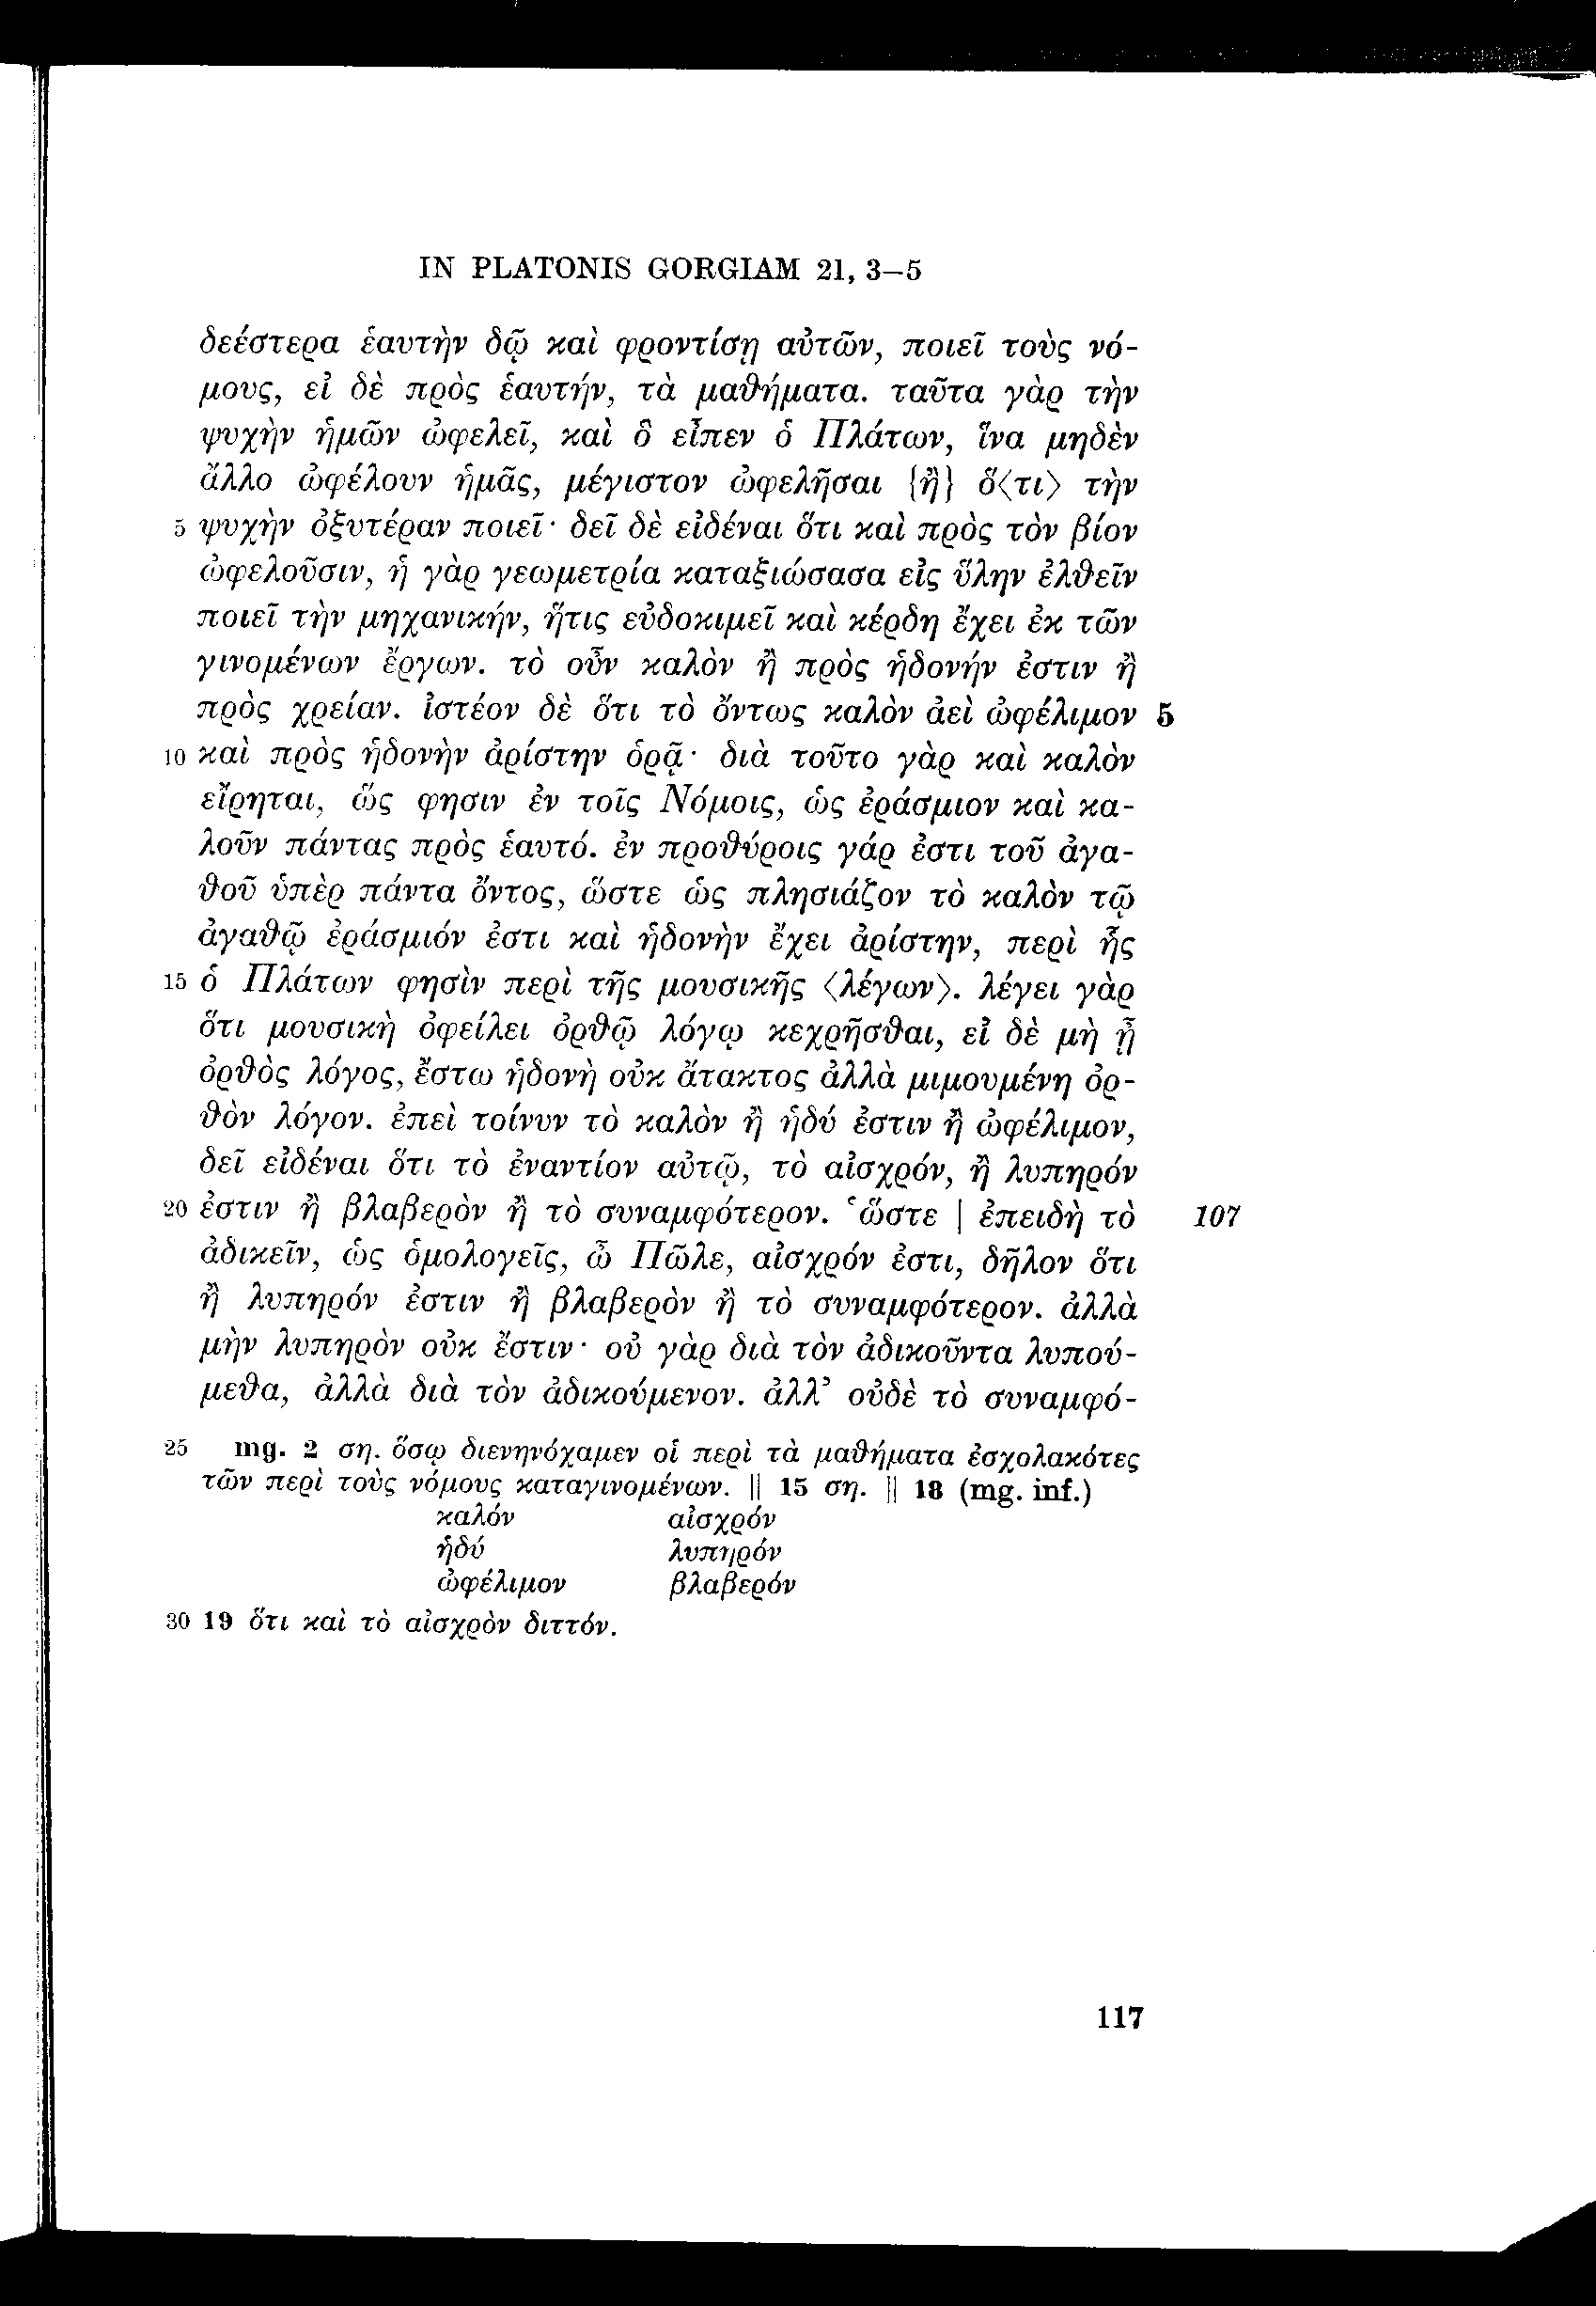 IN PLATONIS GORGIAM 21, 3–5
δεέστερα ἑαυτὴν δῷ καὶ φροντίσῃ αὐτῶν, ποιεῖ τοὺς νό-
μους, εἰ δὲ πρὸς ἑαυτήν, τὰ μαθήματα. ταῦτα γὰρ τὴν
ψυχὴν ἡμῶν ὠφελεῖ, καὶ ὃ εἶπεν ὁ Πλάτων, ἵνα μηδὲν
ἄλλο ὠφέλουν ἡμᾶς, μέγιστον ὠφελῆσαι {ἢ} ὅ〈τι〉 τὴν
5 ψυχὴν ὀξυτέραν ποιεῖ· δεῖ δὲ εἰδέναι ὅτι καὶ πρὸς τὸν βίον
ὠφελοῦσιν, ἡ γὰρ γεωμετρία καταξιώσασα εἰς ὕλην ἐλθεῖν
ποιεῖ τὴν μηχανικήν, ἥτις εὐδοκιμεῖ καὶ κέρδη ἔχει ἐκ τῶν
γινομένων ἔργων. τὸ οὖν καλὸν ἢ πρὸς ἡδονήν ἐστιν ἢ
πρὸς χρείαν. ἰστέον δὲ ὅτι τὸ ὄντως καλὸν ἀεὶ ὠφέλιμον 5
10 καὶ πρὸς ἡδονὴν ἀρίστην ὁρᾷ· διὰ τοῦτο γὰρ καὶ καλὸν
εἴρηται, ὥς φησιν ἐν τοῖς Νόμοις, ὡς ἐράσμιον καὶ κα-
λοῦν πάντας πρὸς ἑαυτό. ἐν προθύροις γάρ ἐστι τοῦ ἀγα-
θοῦ ὑπὲρ πάντα ὄντος, ὥστε ὡς πλησιάζον τὸ καλὸν τῷ
ἀγαθῷ ἐράσμιόν ἐστι καὶ ἡδονὴν ἔχει ἀρίστην, περὶ ἧς
15 ὁ Πλάτων φησὶν περὶ τῆς μουσικῆς 〈λέγων〉. λέγει γὰρ
ὅτι μουσικὴ ὀφείλει ὀρθῷ λόγῳ κεχρῆσθαι, εἰ δὲ μὴ ᾖ
ὀρθὸς λόγος, ἔστω ἡδονὴ οὐκ ἄτακτος ἀλλὰ μιμουμένη ὀρ-
θὸν λόγον. ἐπεὶ τοίνυν τὸ καλὸν ἢ ἡδύ ἐστιν ἢ ὠφέλιμον,
δεῖ εἰδέναι ὅτι τὸ ἐναντίον αὐτῷ, τὸ αἰσχρόν, ἢ λυπηρόν
20 ἐστιν ἢ βλαβερὸν ἢ τὸ συναμφότερον. ‘ὥστε | ἐπειδὴ τὸ 107
ἀδικεῖν, ὡς ὁμολογεῖς, ὦ Πῶλε, αἰσχρόν ἐστι, δῆλον ὅτι
ἢ λυπηρόν ἐστιν ἢ βλαβερὸν ἢ τὸ συναμφότερον. ἀλλὰ
μὴν λυπηρὸν οὐκ ἔστιν· οὐ γὰρ διὰ τὸν ἀδικοῦντα λυπού-
μεθα, ἀλλὰ διὰ τὸν ἀδικούμενον. ἀλλ’ οὐδὲ τὸ συναμφό-
25 mg. 2 ση. ὅσῳ διενηνόχαμεν οἱ περὶ τὰ μαθήματα ἐσχολακότες
τῶν περὶ τοὺς νόμους καταγινομένων. || 15 ση. || 18 (mg. inf.)
καλόν αἰσχρόν
ἡδύ λυπηρόν
ὠφέλιμον βλαβερόν
30 19 ὅτι καὶ τὸ αἰσχρὸν διττόν.
117